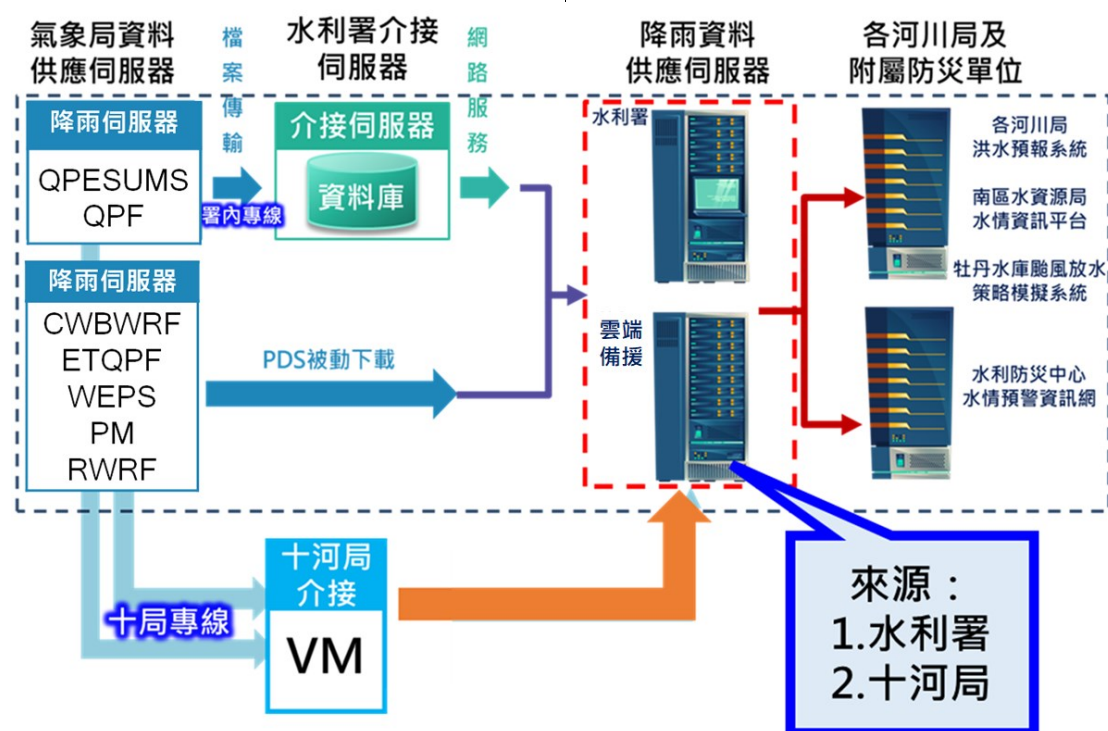 氣象局資料
供應伺服器
檔案傳輸
水利署介接
伺服器
網路服務
降雨資料
供應伺服器
各河川局及
附屬防災單位
降雨伺服器
QPESUMS
QPF
署內專線
介接伺服器
資料庫
水利署
各河川局
洪水預報系統
南區水資源局
水情資訊平台
牡丹水庫颱風放水
策略模擬系統
降雨伺服器
CWBWRF
ETQPF
WEPS
PM
RWRF
PDS被動下載
雲端
備援
水利防災中心
水情預警資訊網
十局專線
十河局
介接
VM
來源：
1.水利署
2.十河局